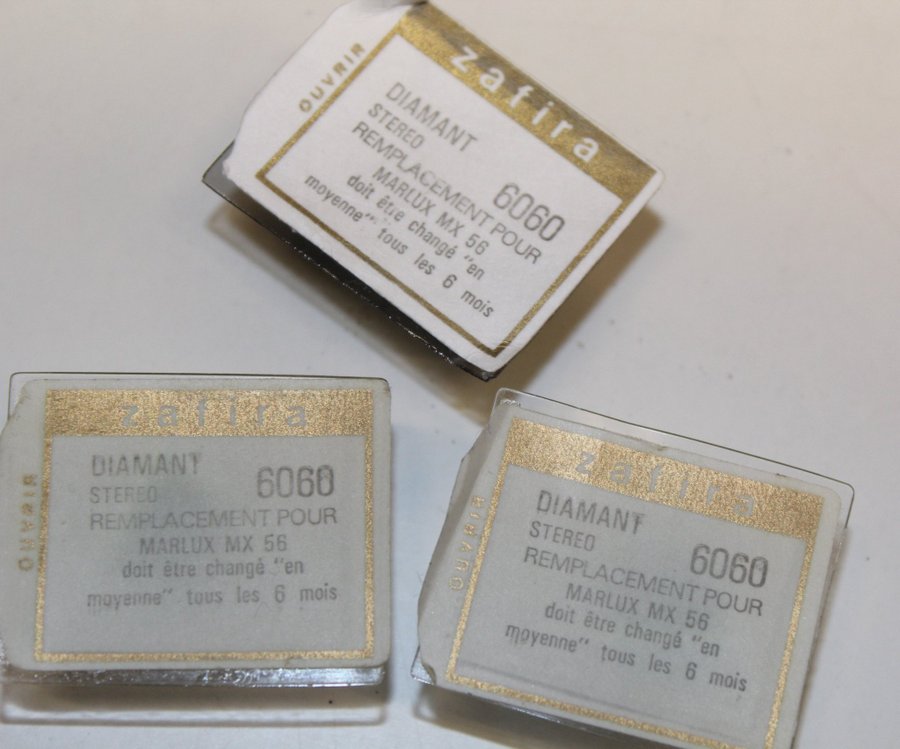 zafira
OUVRIR
DIAMANT
STEREO 6060
REMPLACEMENT POUR
MARLUX MX 56
doit être changé "en
moyenne" tous les 6 mois
zafira
OUVRIR
DIAMANT
STEREO 6060
REMPLACEMENT POUR
MARLUX MX 56
doit être changé "en
moyenne" tous les 6 mois
zafira
OUVRIR
DIAMANT
STEREO 6060
REMPLACEMENT POUR
MARLUX MX 56
doit être changé "en
moyenne" tous les 6 mois